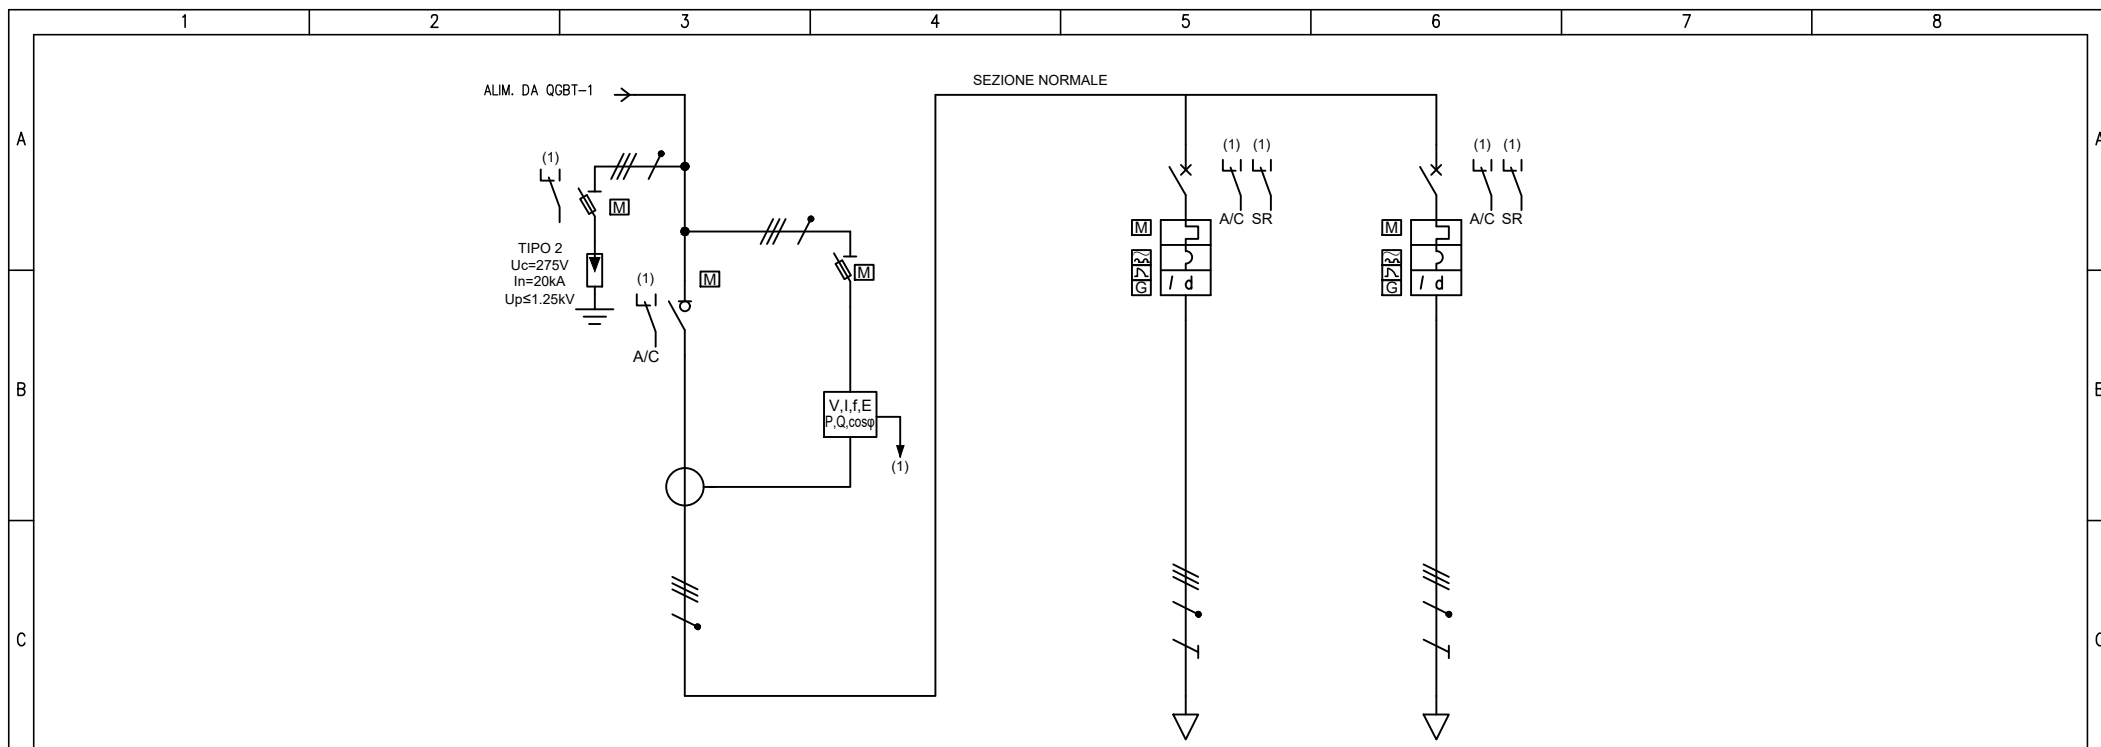 1 2 3 4 5 6 7 8
SEZIONE NORMALE
ALIM. DA QGBT-1
A A
(1) (1) (1) (1) (1)
M
A/C SR A/C SR
M M
TIPO 2
Uc=275V
In=20kA
Up≤1.25kV
(1)
M M
I d I d
G G
A/C
B B
V,I,f,E
P,Q,cosφ
(1)
C C